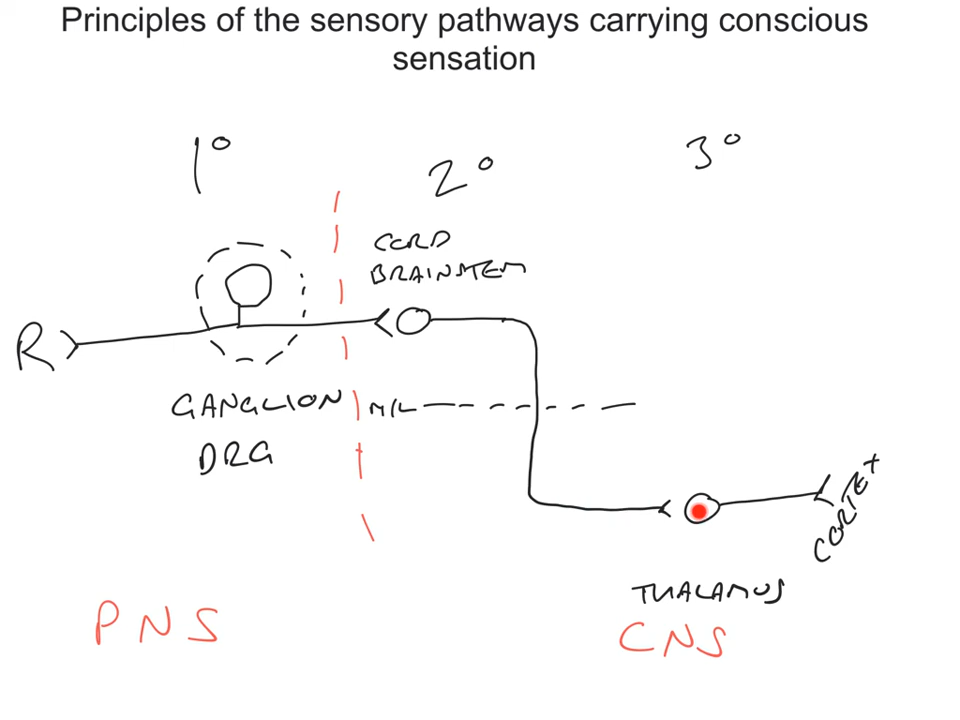 Principles of the sensory pathways carrying conscious
sensation
1° 2° 3°
CORD
BRAINSTEM
R
GANGLION
DRG
M/L
CORTEX
THALAMUS
PNS
CNS